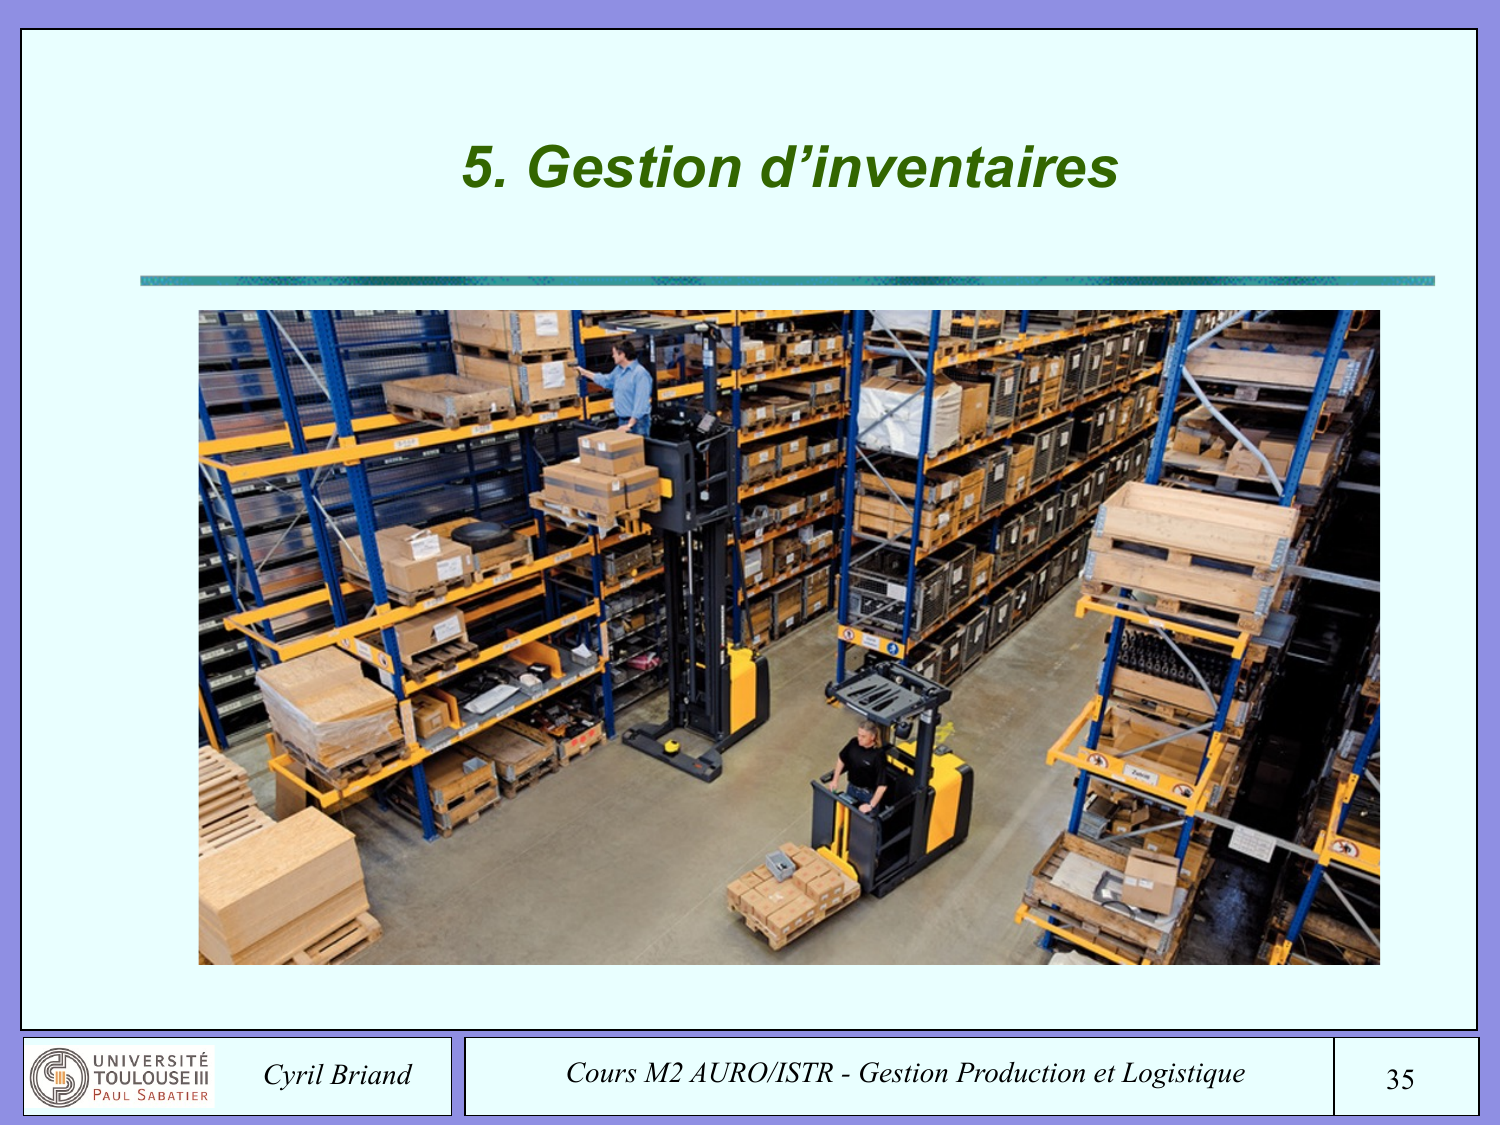 5. Gestion d’inventaires
UNIVERSITÉ
TOULOUSE III
PAUL SABATIER
Cyril Briand
Cours M2 AURO/ISTR - Gestion Production et Logistique
35